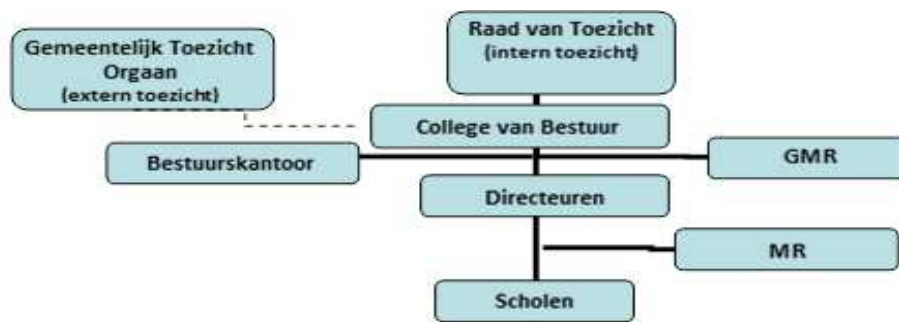 Raad van Toezicht
(intern toezicht)
Gemeentelijk Toezicht
Orgaan
(extern toezicht)
College van Bestuur
Bestuurskantoor
GMR
Directeuren
MR
Scholen